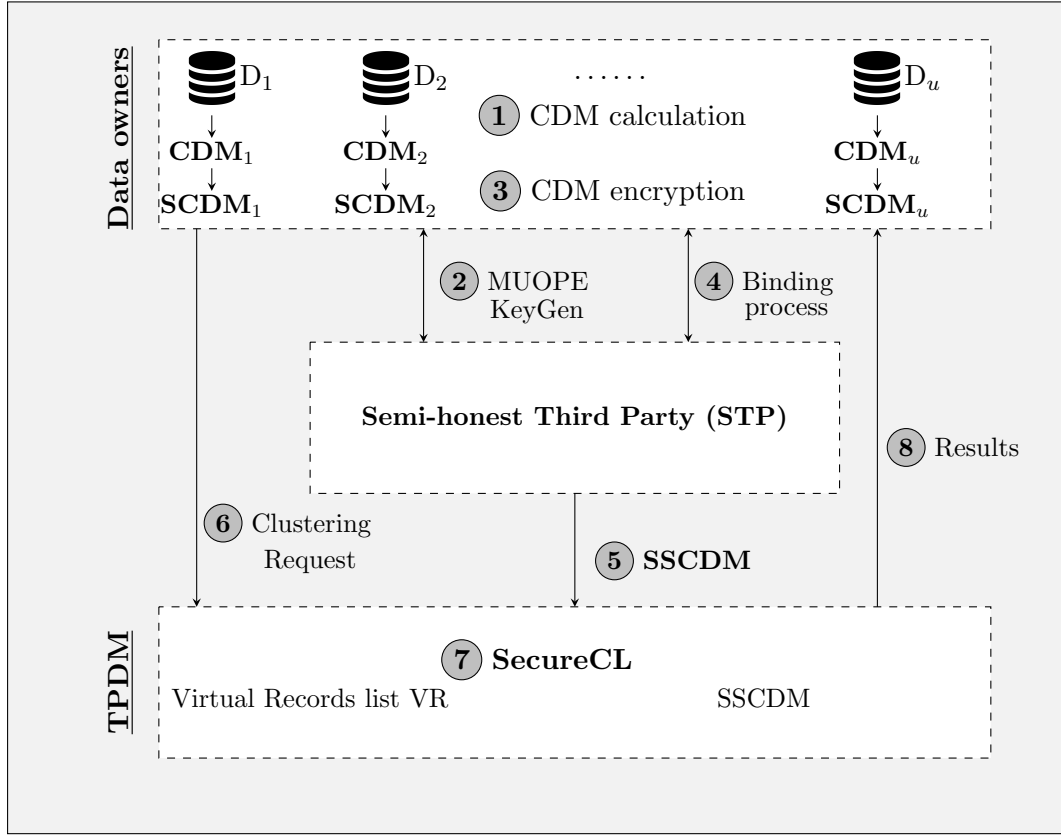 Data owners
D1
D2
......
Du
1 CDM calculation
CDM1
CDM2
CDMu
3 CDM encryption
SCDM1
SCDM2
SCDMu
2 MUOPE
KeyGen
4 Binding
process
Semi-honest Third Party (STP)
8 Results
6 Clustering
Request
5 SSCDM
TPDM
7 SecureCL
Virtual Records list VR
SSCDM